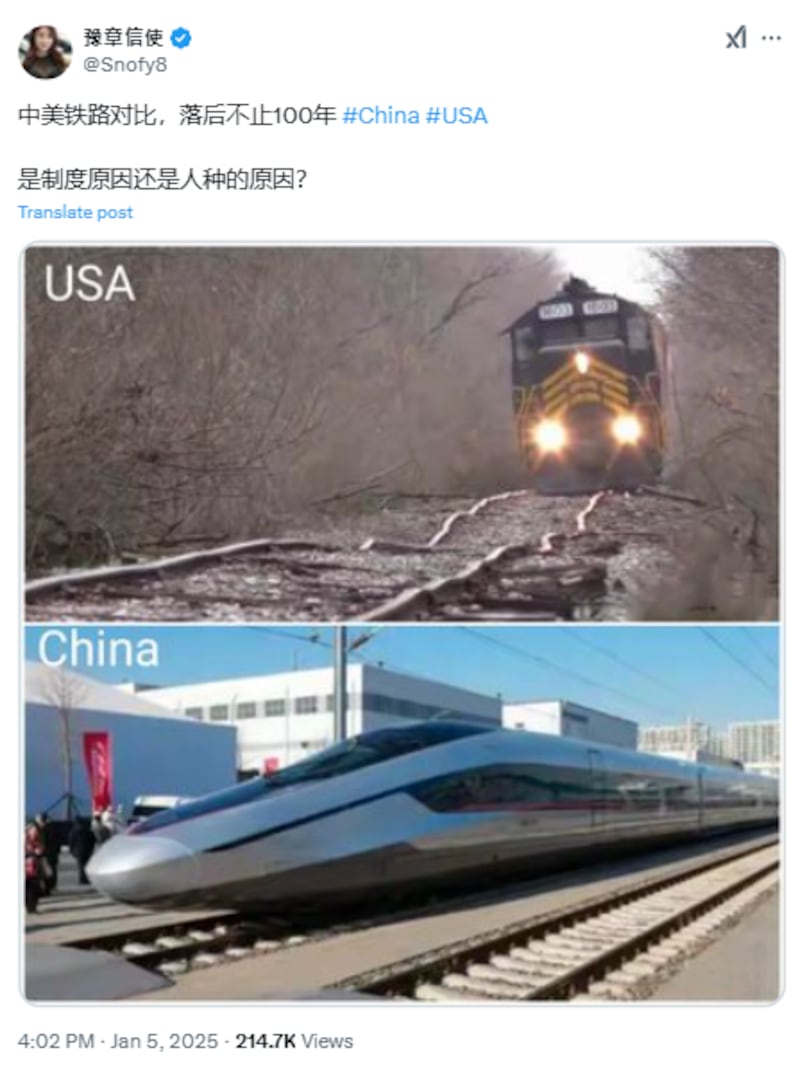 豫章信使
@Snofy8
中美铁路对比，落后不止100年 #China #USA
是制度原因还是人种的原因？
Translate post
USA
China
4:02 PM · Jan 5, 2025 · 214.7K Views